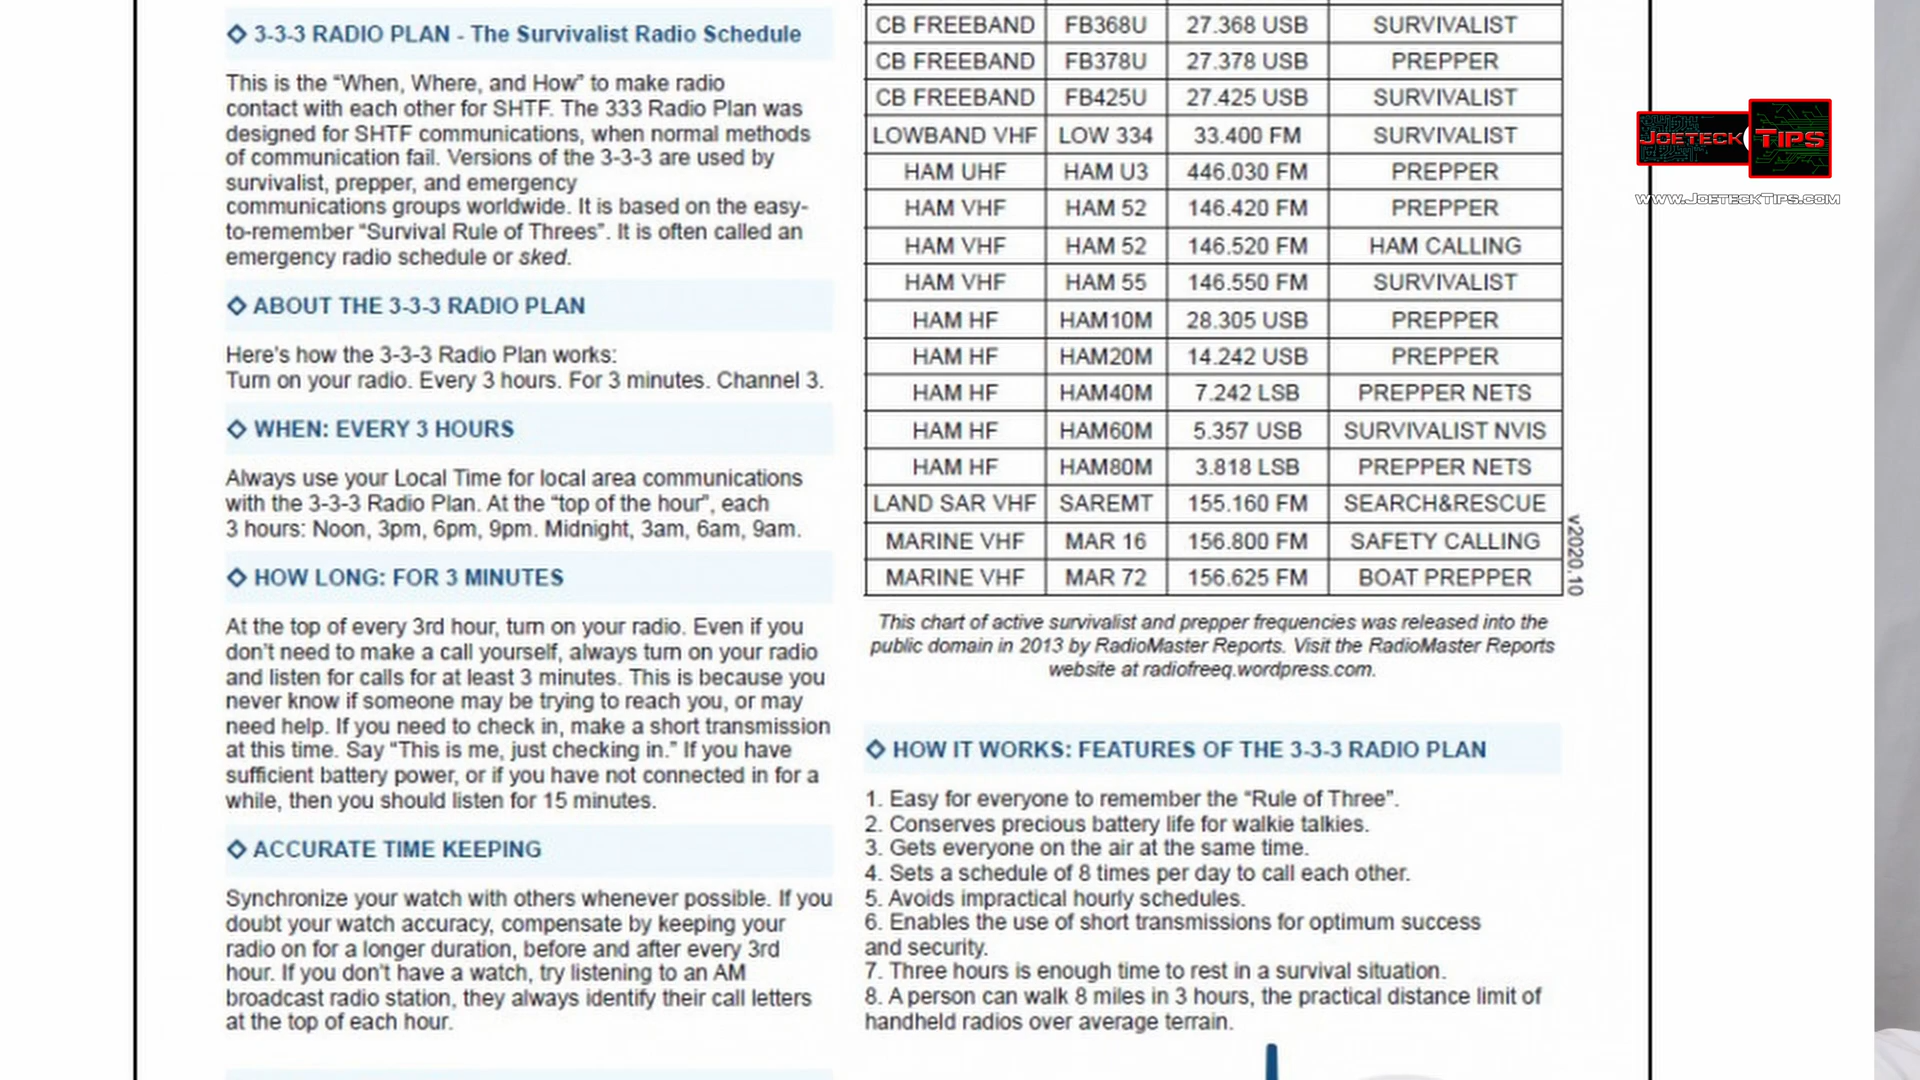 ◇ 3-3-3 RADIO PLAN - The Survivalist Radio Schedule
This is the “When, Where, and How” to make radio
contact with each other for SHTF. The 333 Radio Plan was
designed for SHTF communications, when normal methods
of communication fail. Versions of the 3-3-3 are used by
survivalist, prepper, and emergency
communications groups worldwide. It is based on the easy-
to-remember “Survival Rule of Threes”. It is often called an
emergency radio schedule or sked.
◇ ABOUT THE 3-3-3 RADIO PLAN
Here’s how the 3-3-3 Radio Plan works:
Turn on your radio. Every 3 hours. For 3 minutes. Channel 3.
◇ WHEN: EVERY 3 HOURS
Always use your Local Time for local area communications
with the 3-3-3 Radio Plan. At the “top of the hour”, each
3 hours: Noon, 3pm, 6pm, 9pm. Midnight, 3am, 6am, 9am.
◇ HOW LONG: FOR 3 MINUTES
At the top of every 3rd hour, turn on your radio. Even if you
don’t need to make a call yourself, always turn on your radio
and listen for calls for at least 3 minutes. This is because you
never know if someone may be trying to reach you, or may
need help. If you need to check in, make a short transmission
at this time. Say “This is me, just checking in.” If you have
sufficient battery power, or if you have not connected in for a
while, then you should listen for 15 minutes.
◇ ACCURATE TIME KEEPING
Synchronize your watch with others whenever possible. If you
doubt your watch accuracy, compensate by keeping your
radio on for a longer duration, before and after every 3rd
hour. If you don’t have a watch, try listening to an AM
broadcast radio station, they always identify their call letters
at the top of each hour.
CB FREEBAND FB368U 27.368 USB SURVIVALIST
CB FREEBAND FB378U 27.378 USB PREPPER
CB FREEBAND FB425U 27.425 USB SURVIVALIST
LOWBAND VHF LOW 334 33.400 FM SURVIVALIST
HAM UHF HAM U3 446.030 FM PREPPER
HAM VHF HAM 52 146.420 FM PREPPER
HAM VHF HAM 52 146.520 FM HAM CALLING
HAM VHF HAM 55 146.550 FM SURVIVALIST
HAM HF HAM10M 28.305 USB PREPPER
HAM HF HAM20M 14.242 USB PREPPER
HAM HF HAM40M 7.242 LSB PREPPER NETS
HAM HF HAM60M 5.357 USB SURVIVALIST NVIS
HAM HF HAM80M 3.818 LSB PREPPER NETS
LAND SAR VHF SAREMT 155.160 FM SEARCH&RESCUE
MARINE VHF MAR 16 156.800 FM SAFETY CALLING
MARINE VHF MAR 72 156.625 FM BOAT PREPPER
v2020.10
This chart of active survivalist and prepper frequencies was released into the
public domain in 2013 by RadioMaster Reports. Visit the RadioMaster Reports
website at radiofreeq.wordpress.com.
◇ HOW IT WORKS: FEATURES OF THE 3-3-3 RADIO PLAN
1. Easy for everyone to remember the “Rule of Three”.
2. Conserves precious battery life for walkie talkies.
3. Gets everyone on the air at the same time.
4. Sets a schedule of 8 times per day to call each other.
5. Avoids impractical hourly schedules.
6. Enables the use of short transmissions for optimum success
and security.
7. Three hours is enough time to rest in a survival situation.
8. A person can walk 8 miles in 3 hours, the practical distance limit of
handheld radios over average terrain.
JOETECK TIPS
WWW.JOETECKTIPS.COM